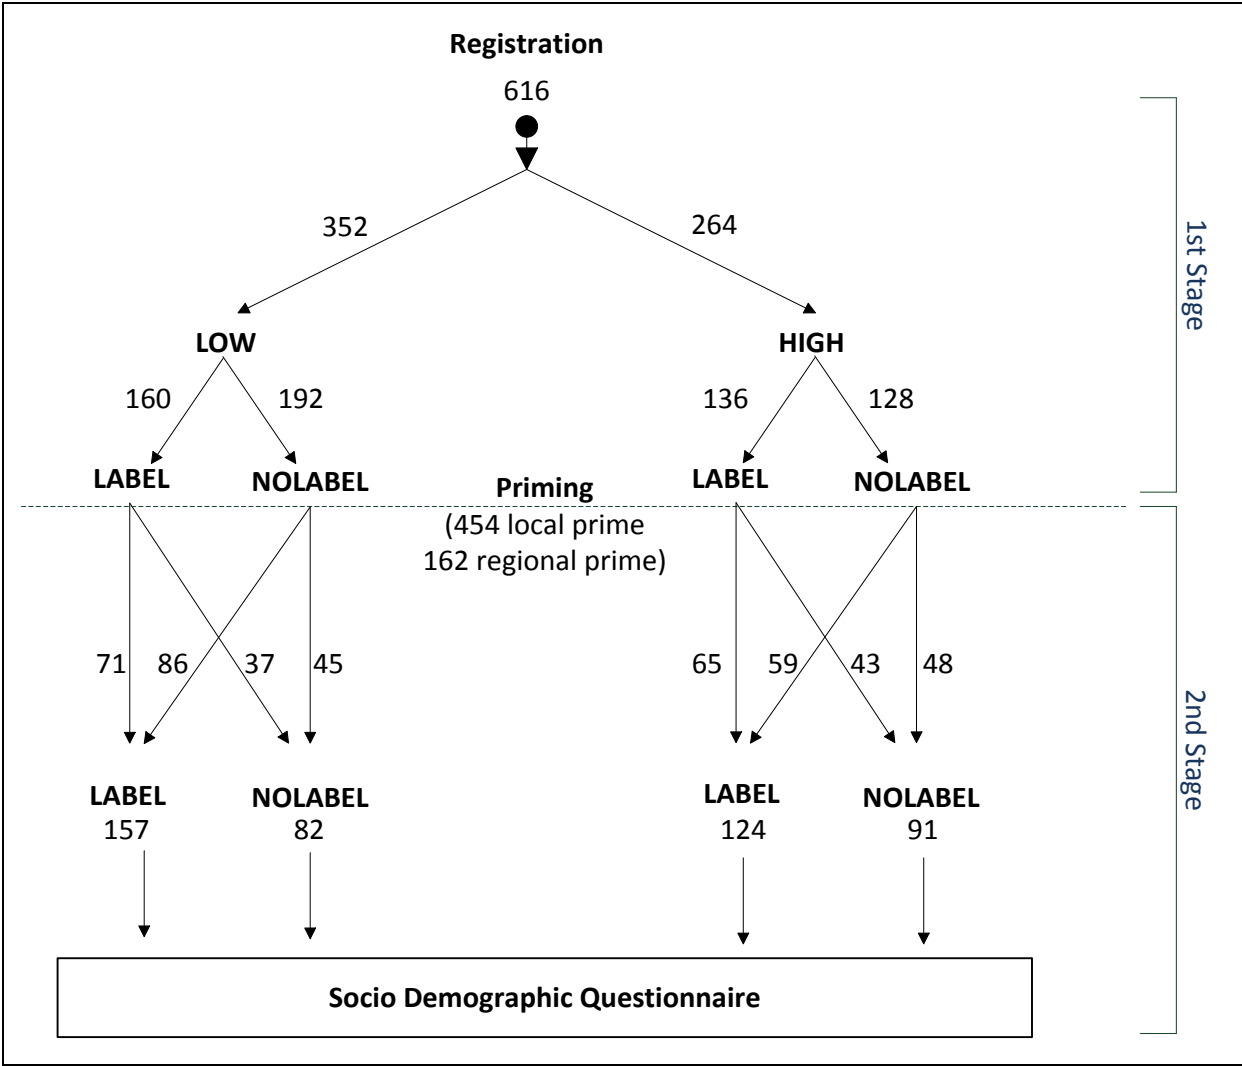 Registration
616
352
264
LOW
HIGH
160
192
136
128
LABEL
NOLABEL
LABEL
NOLABEL
1st Stage
Priming
(454 local prime
162 regional prime)
71
86
37
45
65
59
43
48
LABEL
NOLABEL
LABEL
NOLABEL
157
82
124
91
2nd Stage
Socio Demographic Questionnaire